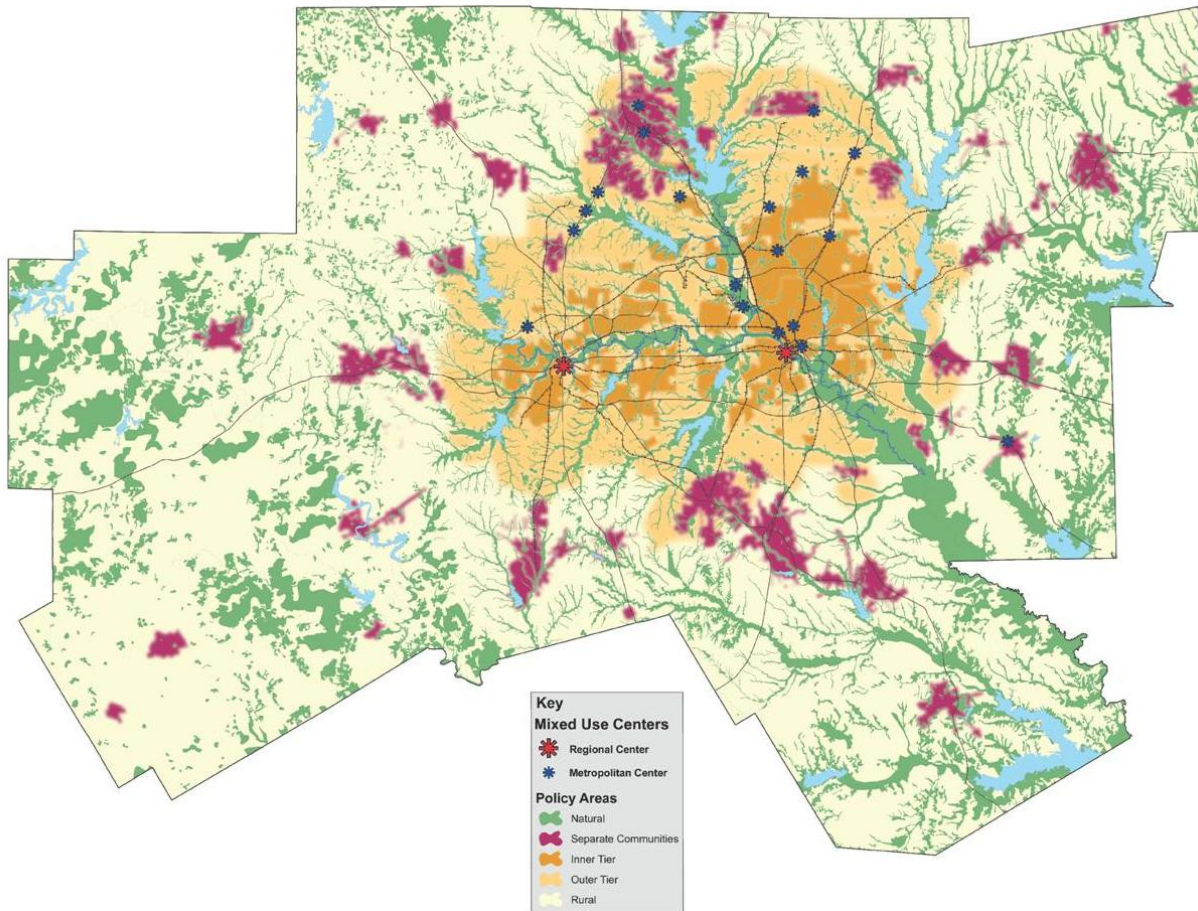 Key
Mixed Use Centers
Regional Center
Metropolitan Center
Policy Areas
Natural
Separate Communities
Inner Tier
Outer Tier
Rural